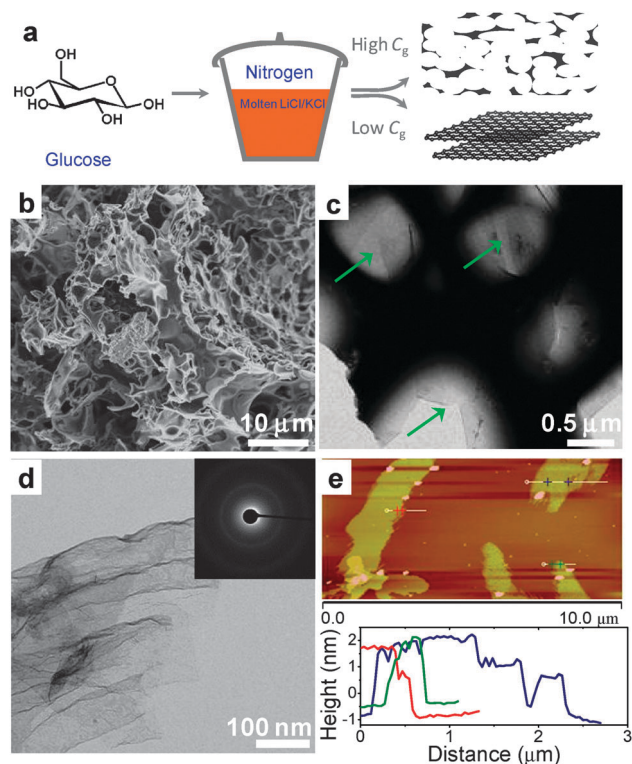 a
OH
O
HO
HO
OH
OH
Glucose
Nitrogen
Molten LiCl/KCl
High Cg
Low Cg
b
10 μm
c
0.5 μm
d
100 nm
e
0.0
10.0 μm
Height (nm)
2
1
0
-1
0
1
2
3
Distance (μm)